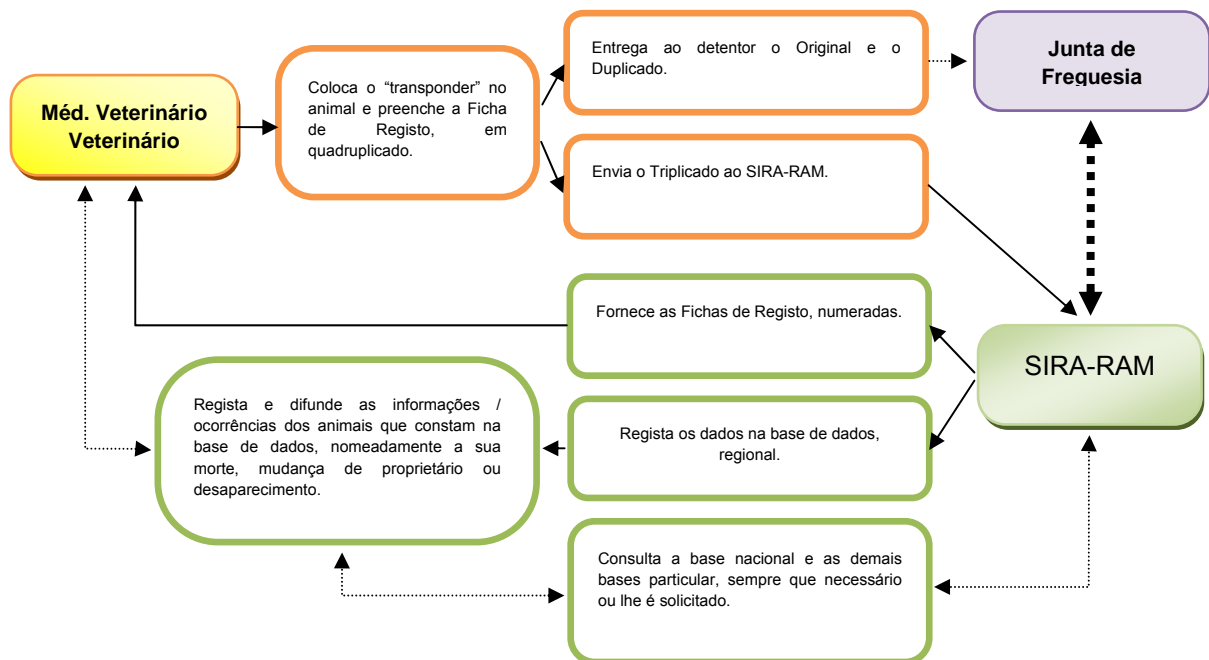 Méd. Veterinário
Veterinário
Coloca o “transponder” no
animal e preenche a Ficha
de Registo, em
quadruplicado.
Entrega ao detentor o Original e o
Duplicado.
Junta de
Freguesia
Envia o Triplicado ao SIRA-RAM.
Fornece as Fichas de Registo, numeradas.
SIRA-RAM
Regista e difunde as informações /
ocorrências dos animais que constam na
base de dados, nomeadamente a sua
morte, mudança de proprietário ou
desaparecimento.
Regista os dados na base de dados,
regional.
Consulta a base nacional e as demais
bases particular, sempre que necessário
ou lhe é solicitado.